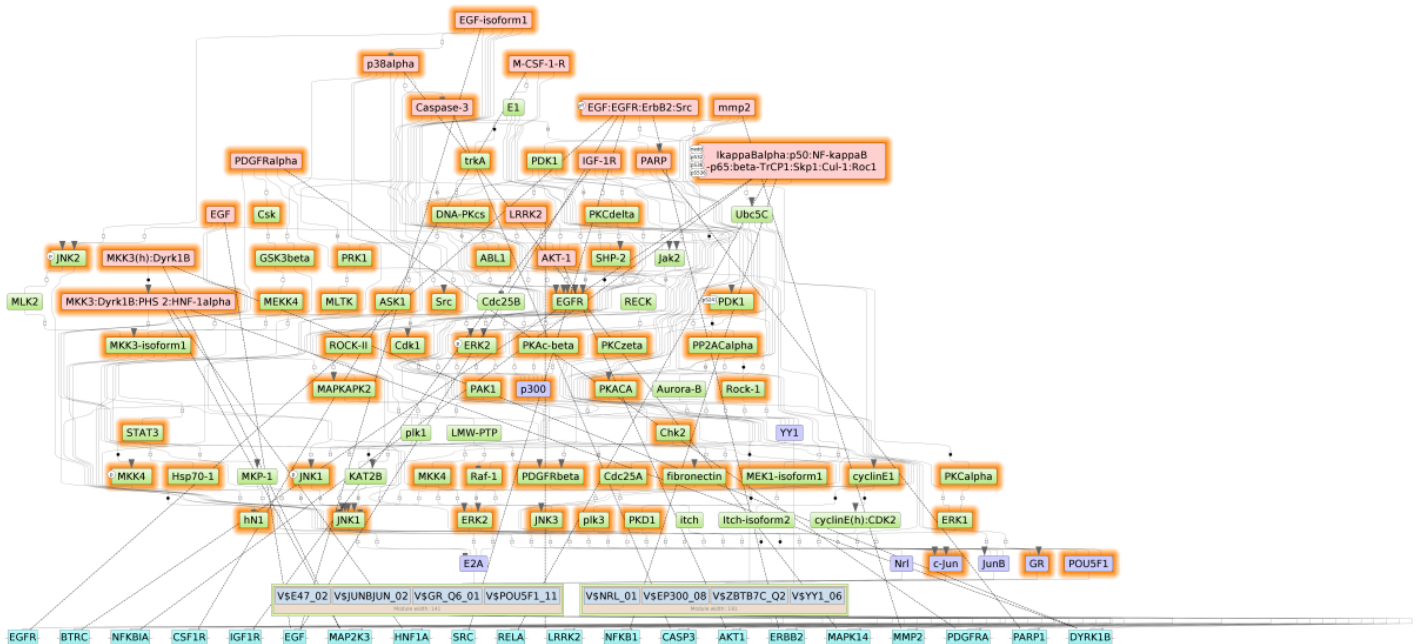 EGF-isoform1
p38alpha
M-CSF-1-R
Caspase-3
E1
EGF:EGFR:ErbB2:Src
mmp2
PDGFRalpha
trkA
PDK1
IGF-1R
PARP
IkappaBalpha:p50:NF-kappaB
-p65:beta-TrCP1:Skp1:Cul-1:Roc1
EGF
Csk
DNA-PKcs
LRRK2
PKCdelta
Ubc5C
JNK2
MKK3(h):Dyrk1B
GSK3beta
PRK1
ABL1
AKT-1
SHP-2
Jak2
MLK2
MKK3:Dyrk1B:PHS 2:HNF-1alpha
MEKK4
MLTK
ASK1
Src
Cdc25B
EGFR
RECK
PDK1
MKK3-isoform1
ROCK-II
Cdk1
ERK2
PKAc-beta
PKCzeta
PP2ACalpha
MAPKAPK2
PAK1
p300
PKACA
Aurora-B
Rock-1
STAT3
plk1
LMW-PTP
Chk2
YY1
MKK4
Hsp70-1
MKP-1
JNK1
KAT2B
MKK4
Raf-1
PDGFRbeta
Cdc25A
fibronectin
MEK1-isoform1
cyclinE1
PKCalpha
hN1
JNK1
ERK2
JNK3
plk3
PKD1
itch
Itch-isoform2
cyclinE(h):CDK2
ERK1
E2A
Nrl
c-Jun
JunB
GR
POU5F1
V$E47_02
V$JUNBJUN_02
V$GR_Q6_01
V$POU5F1_11
V$NRL_01
V$EP300_08
V$ZBTB7C_Q2
V$YY1_06
EGFR
BTRC
NFKBIA
CSF1R
IGF1R
EGF
MAP2K3
HNF1A
SRC
RELA
LRRK2
NFKB1
CASP3
AKT1
ERBB2
MAPK14
MMP2
PDGFRA
PARP1
DYRK1B